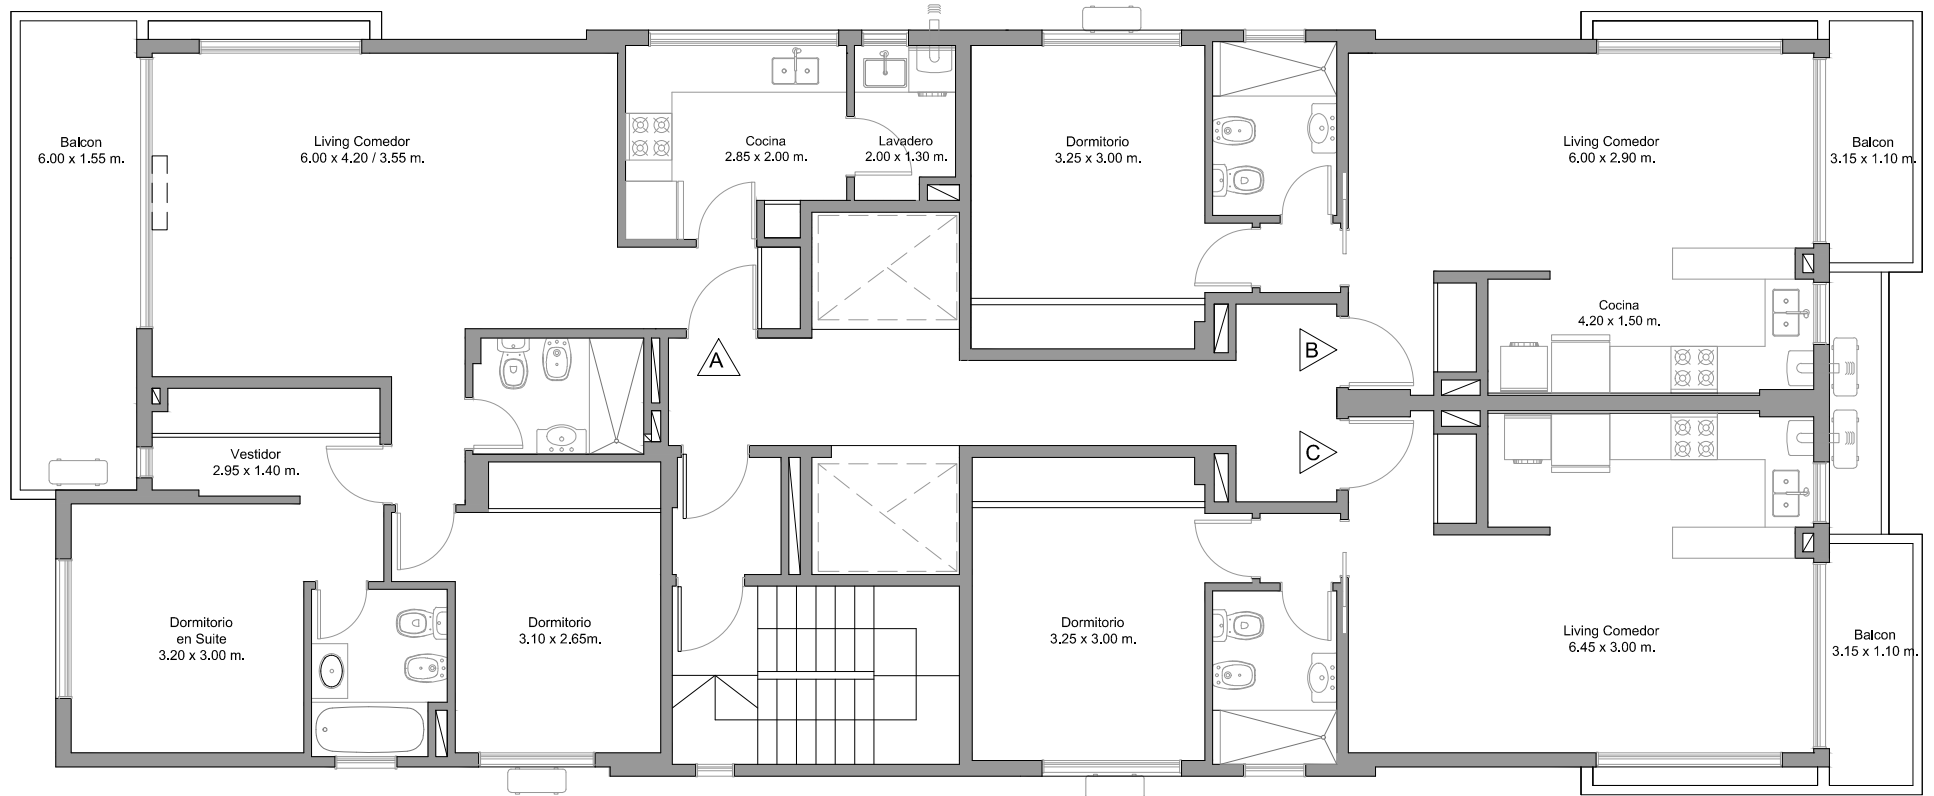 Balcon
6.00 x 1.55 m.
Living Comedor
6.00 x 4.20 / 3.55 m.
Cocina
2.85 x 2.00 m.
Lavadero
2.00 x 1.30 m.
Dormitorio
3.25 x 3.00 m.
Living Comedor
6.00 x 2.90 m.
Balcon
3.15 x 1.10 m.
Cocina
4.20 x 1.50 m.
A
B
C
Vestidor
2.95 x 1.40 m.
Dormitorio
en Suite
3.20 x 3.00 m.
Dormitorio
3.10 x 2.65m.
Dormitorio
3.25 x 3.00 m.
Living Comedor
6.45 x 3.00 m.
Balcon
3.15 x 1.10 m.